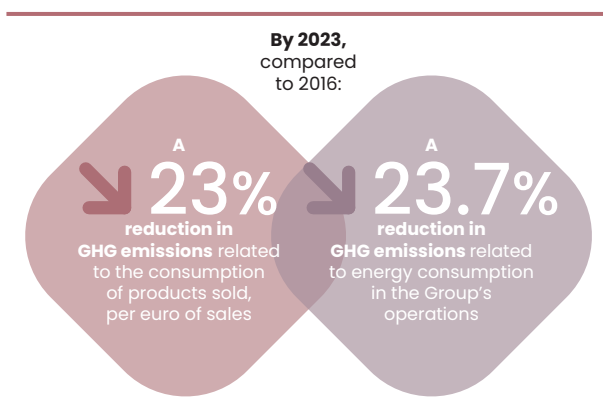 By 2023,
compared
to 2016:
A
23%
reduction in
GHG emissions related
to the consumption
of products sold,
per euro of sales
A
23.7%
reduction in
GHG emissions related
to energy consumption
in the Group's
operations